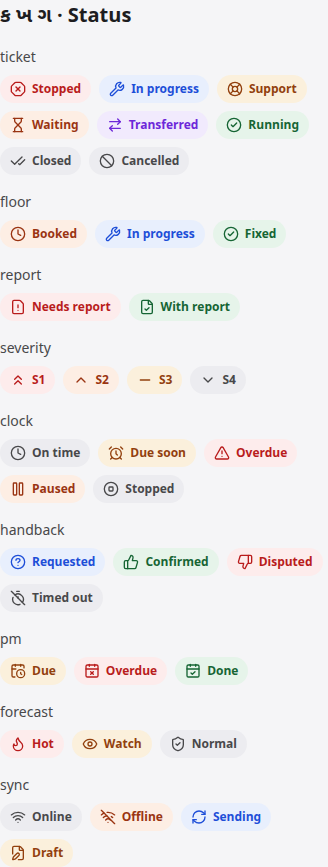 ક ખ ગ · Status
ticket
Stopped In progress Support
Waiting Transferred Running
Closed Cancelled
floor
Booked In progress Fixed
report
Needs report With report
severity
S1 S2 S3 S4
clock
On time Due soon Overdue
Paused Stopped
handback
Requested Confirmed Disputed
Timed out
pm
Due Overdue Done
forecast
Hot Watch Normal
sync
Online Offline Sending
Draft